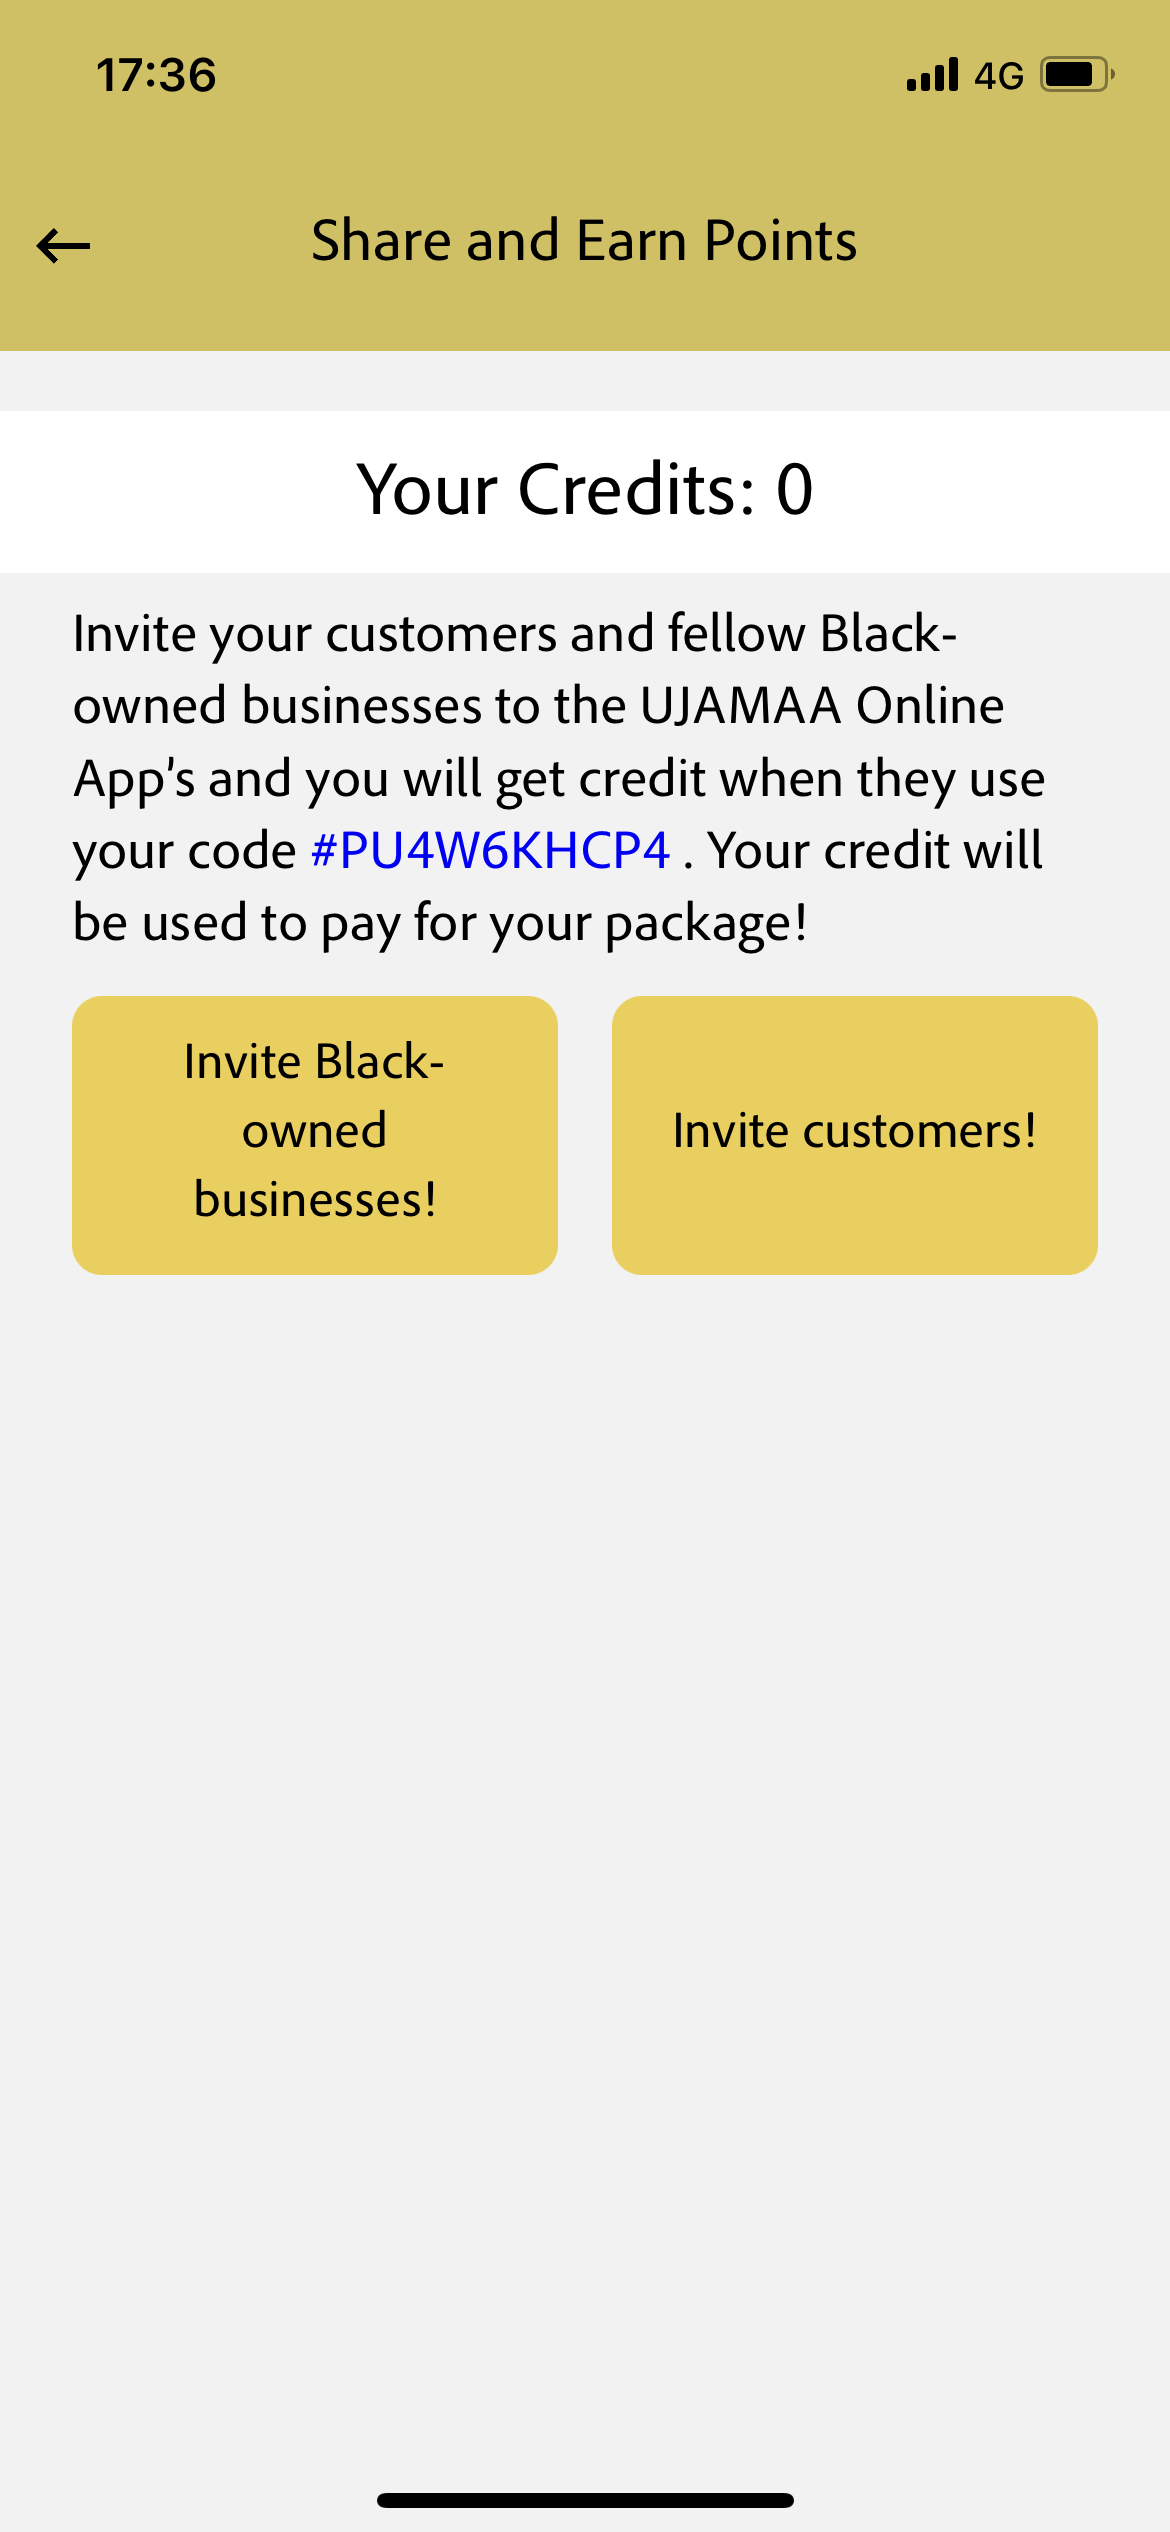 17:36
4G
Share and Earn Points
Your Credits: 0
Invite your customers and fellow Black-
owned businesses to the UJAMAA Online
App's and you will get credit when they use
your code #PU4W6KHCP4 . Your credit will
be used to pay for your package!
Invite Black-
owned
businesses!
Invite customers!